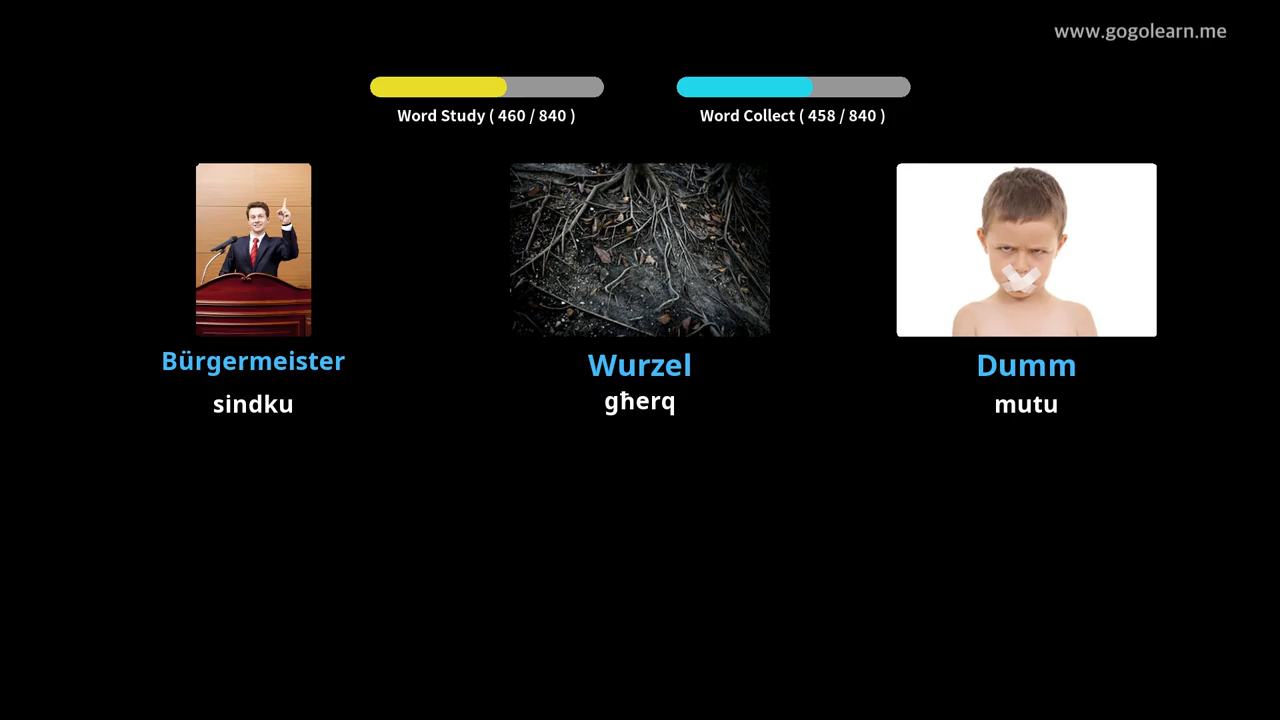 www.gogolearn.me
Word Study ( 460 / 840 )
Word Collect ( 458 / 840 )
Bürgermeister
Wurzel
Dumm
sindku
għerq
mutu